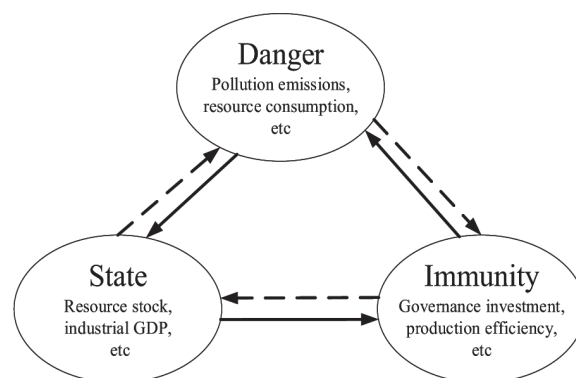 Danger
Pollution emissions,
resource consumption,
etc
State
Resource stock,
industrial GDP,
etc
Immunity
Governance investment,
production efficiency,
etc